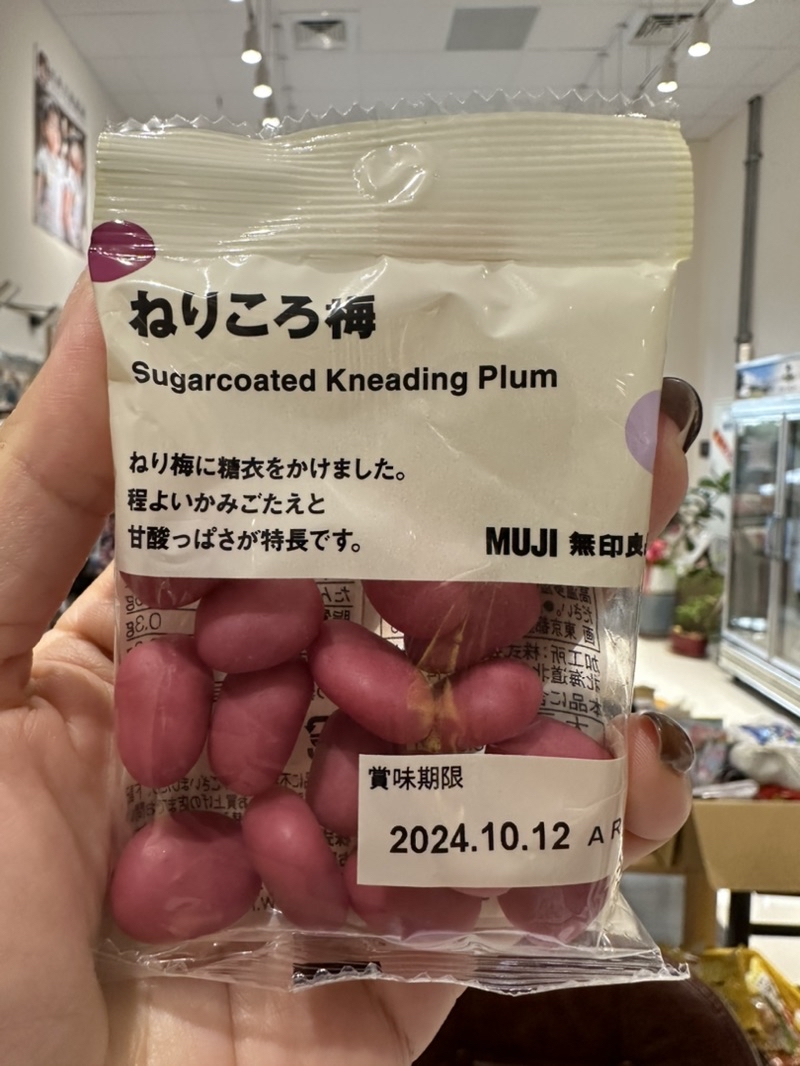 ねりころ梅
Sugarcoated Kneading Plum
ねり梅に糖衣をかけました。
程よいかみごたえと
甘酸っぱさが特長です。
MUJI 無印良
賞味期限
2024.10.12 AR